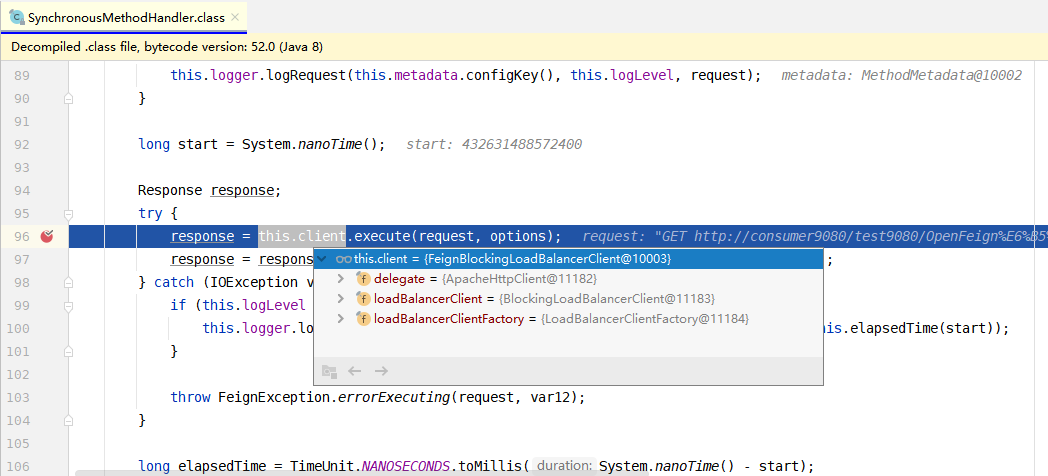 SynchronousMethodHandler.class
Decompiled .class file, bytecode version: 52.0 (Java 8)
89 this.logger.logRequest(this.metadata.configKey(), this.logLevel, request); metadata: MethodMetadata@10002
90 }
91
92 long start = System.nanoTime(); start: 432631488572400
93
94 Response response;
95 try {
96 response = this.client.execute(request, options); request: "GET http://consumer9080/test9080/OpenFeign%E6%B5%
this.client = {FeignBlockingLoadBalancerClient@10003}
97 response = respons ;
delegate = {ApacheHttpClient@11182}
98 } catch (IOException v
loadBalancerClient = {BlockingLoadBalancerClient@11183}
99 if (this.logLevel
loadBalancerClientFactory = {LoadBalancerClientFactory@11184}
100 this.logger.lo his.elapsedTime(start));
101 }
102
103 throw FeignException.errorExecuting(request, var12);
104 }
105
106 long elapsedTime = TimeUnit.NANOSECONDS.toMillis( duration: System.nanoTime() - start);